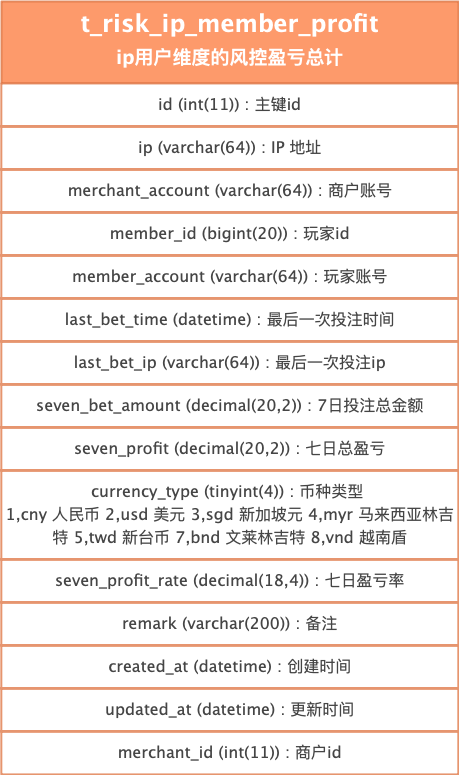 t_risk_ip_member_profit
ip用户维度的风控盈亏总计
id (int(11)) : 主键id
ip (varchar(64)) : IP 地址
merchant_account (varchar(64)) : 商户账号
member_id (bigint(20)) : 玩家id
member_account (varchar(64)) : 玩家账号
last_bet_time (datetime) : 最后一次投注时间
last_bet_ip (varchar(64)) : 最后一次投注ip
seven_bet_amount (decimal(20,2)) : 7日投注总金额
seven_profit (decimal(20,2)) : 七日总盈亏
currency_type (tinyint(4)) : 币种类型
1,cny 人民币 2,usd 美元 3,sgd 新加坡元 4,myr 马来西亚林吉
特 5,twd 新台币 7,bnd 文莱林吉特 8,vnd 越南盾
seven_profit_rate (decimal(18,4)) : 七日盈亏率
remark (varchar(200)) : 备注
created_at (datetime) : 创建时间
updated_at (datetime) : 更新时间
merchant_id (int(11)) : 商户id